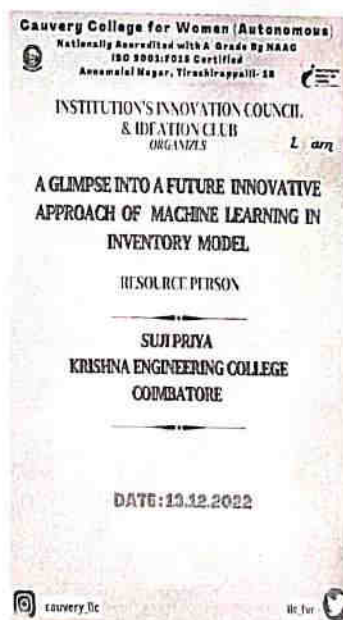 Cauvery College for Women (Autonomous)
Nationally Accredited with A Grade By NAAC
ISO 9001:2015 Certified
Annamalai Nagar, Tiruchirappalli-18
INSTITUTION'S INNOVATION COUNCIL
& IDEATION CLUB
ORGANIZES
A GLIMPSE INTO A FUTURE INNOVATIVE
APPROACH OF MACHINE LEARNING IN
INVENTORY MODEL
RESOURCE PERSON
SUJI PRIYA
KRISHNA ENGINEERING COLLEGE
COIMBATORE
DATE:13.12.2022
cauvery_iic